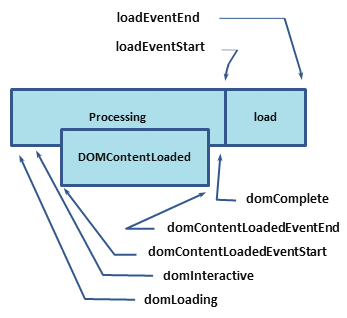 loadEventEnd
loadEventStart
Processing
load
DOMContentLoaded
domComplete
domContentLoadedEventEnd
domContentLoadedEventStart
domInteractive
domLoading